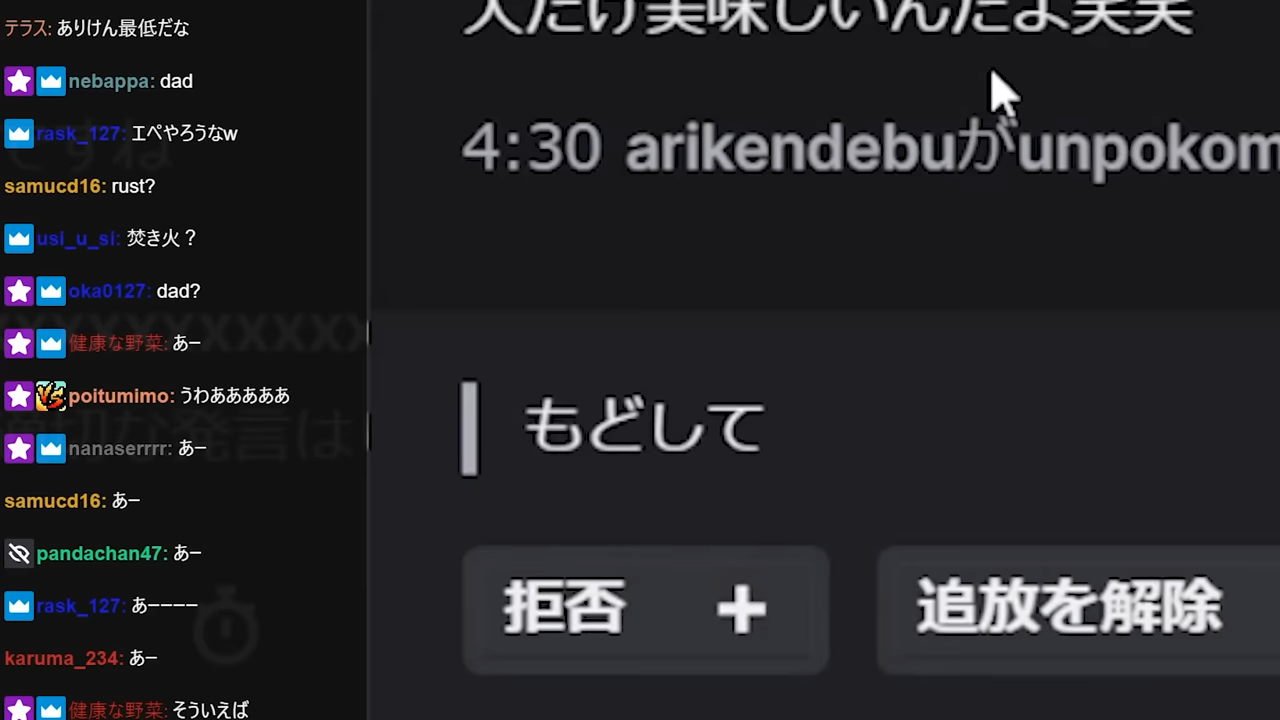 テラス: ありけん最低だな
nebappa: dad
rask_127: エペやろうなw
samucd16: rust?
usi_u_si: 焚き火？
oka0127: dad?
健康な野菜: あー
poitumimo: うわああああああ
nanaserrrr: あー
samucd16: あー
pandachan47: あー
rask_127: あーーーー
karuma_234: あー
健康な野菜: そういえば
人だけ美味しいんだよ笑笑
4:30 arikendebuがunpokom
もどして
拒否 +
追放を解除